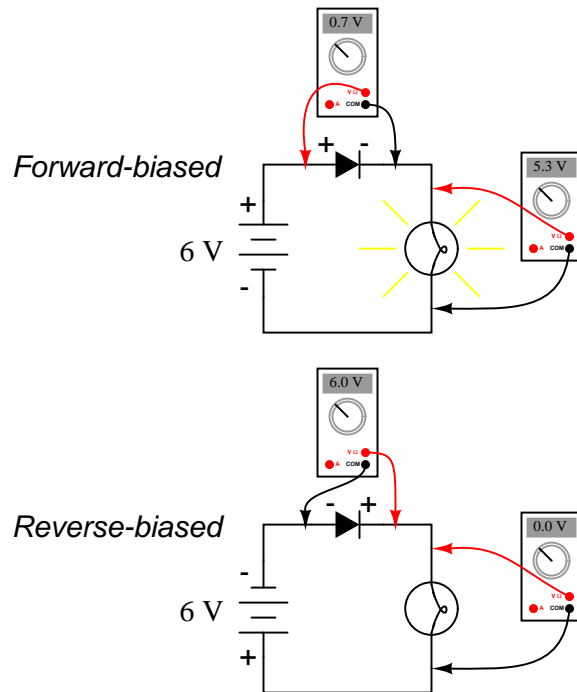 0.7 V
V Ω
A COM
+ -
Forward-biased
5.3 V
+
6 V
V Ω
A COM
-
6.0 V
V Ω
A COM
- +
Reverse-biased
0.0 V
-
6 V
V Ω
A COM
+